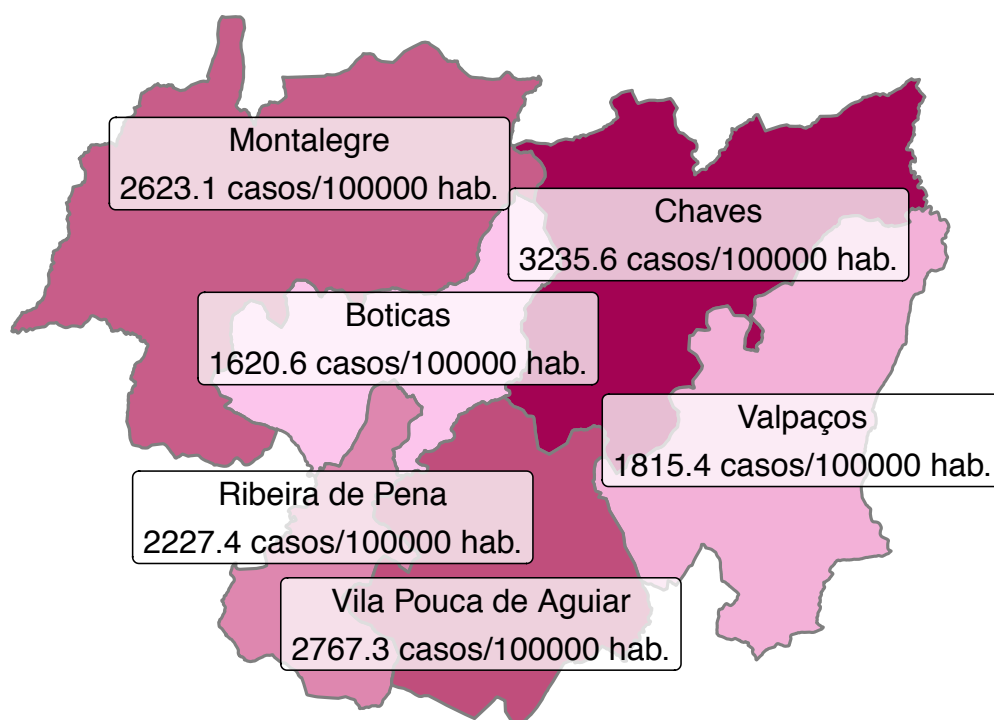 Montalegre
2623.1 casos/100000 hab.
Chaves
3235.6 casos/100000 hab.
Boticas
1620.6 casos/100000 hab.
Valpaços
1815.4 casos/100000 hab.
Ribeira de Pena
2227.4 casos/100000 hab.
Vila Pouca de Aguiar
2767.3 casos/100000 hab.